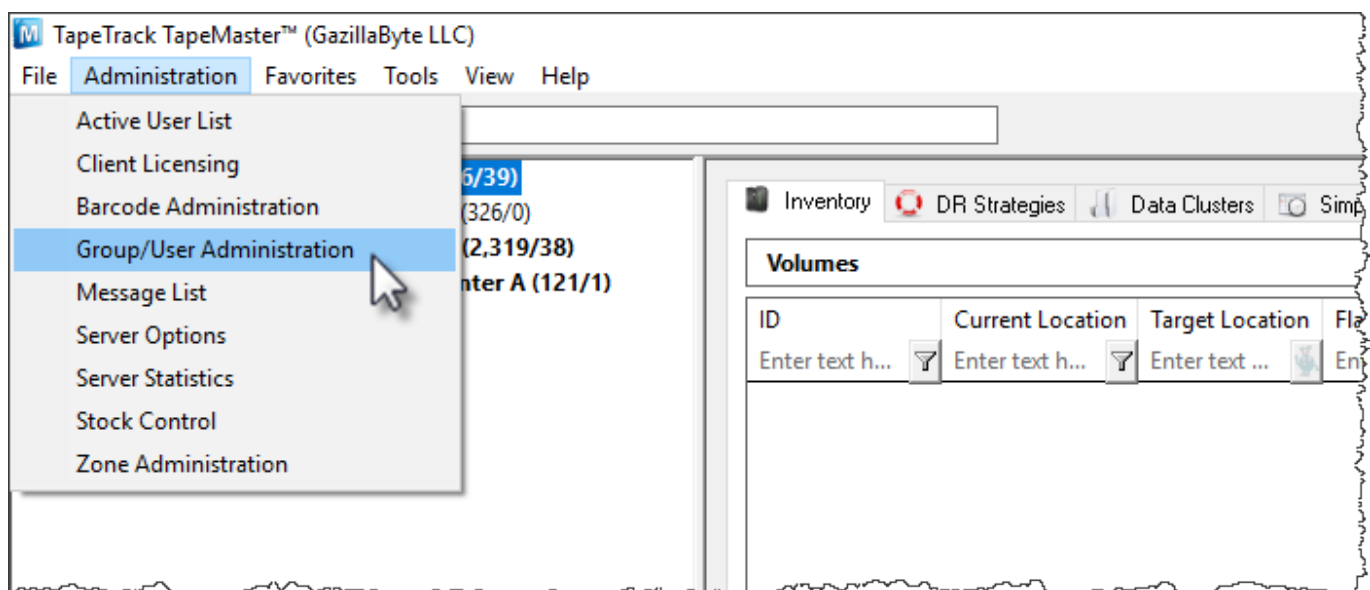 TapeTrack TapeMaster™ (GazillaByte LLC)
File Administration Favorites Tools View Help
Active User List
Client Licensing
Barcode Administration
Group/User Administration
Message List
Server Options
Server Statistics
Stock Control
Zone Administration
6/39)
(326/0)
(2,319/38)
nter A (121/1)
Inventory DR Strategies Data Clusters Simp
Volumes
ID Current Location Target Location Fla
Enter text h... Enter text h... Enter text ... En